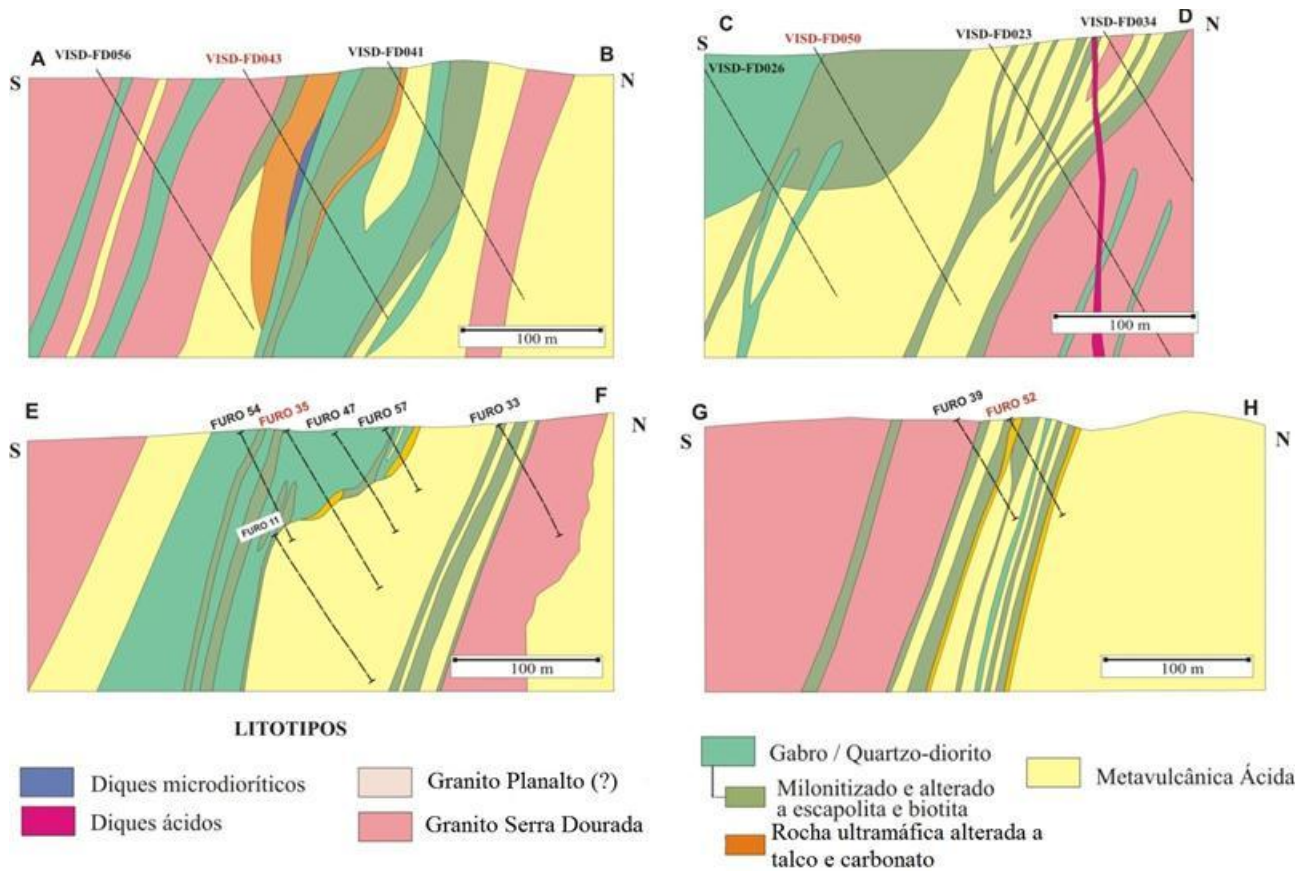 A
VISD-FD056
VISD-FD043
VISD-FD041
B
S
N
100 m
C
D
VISD-FD034
N
S
VISD-FD050
VISD-FD023
VISD-FD026
100 m
E
FURO 54
FURO 35
FURO 47
FURO 57
FURO 33
F
S
N
FURO 11
100 m
G
FURO 39
FURO 52
H
S
N
100 m
LITOTIPOS
Diques microdioríticos
Diques ácidos
Granito Planalto (?)
Granito Serra Dourada
Gabro / Quartzo-diorito
Milonitizado e alterado
a escapolita e biotita
Rocha ultramáfica alterada a
talco e carbonato
Metavulcânica Ácida